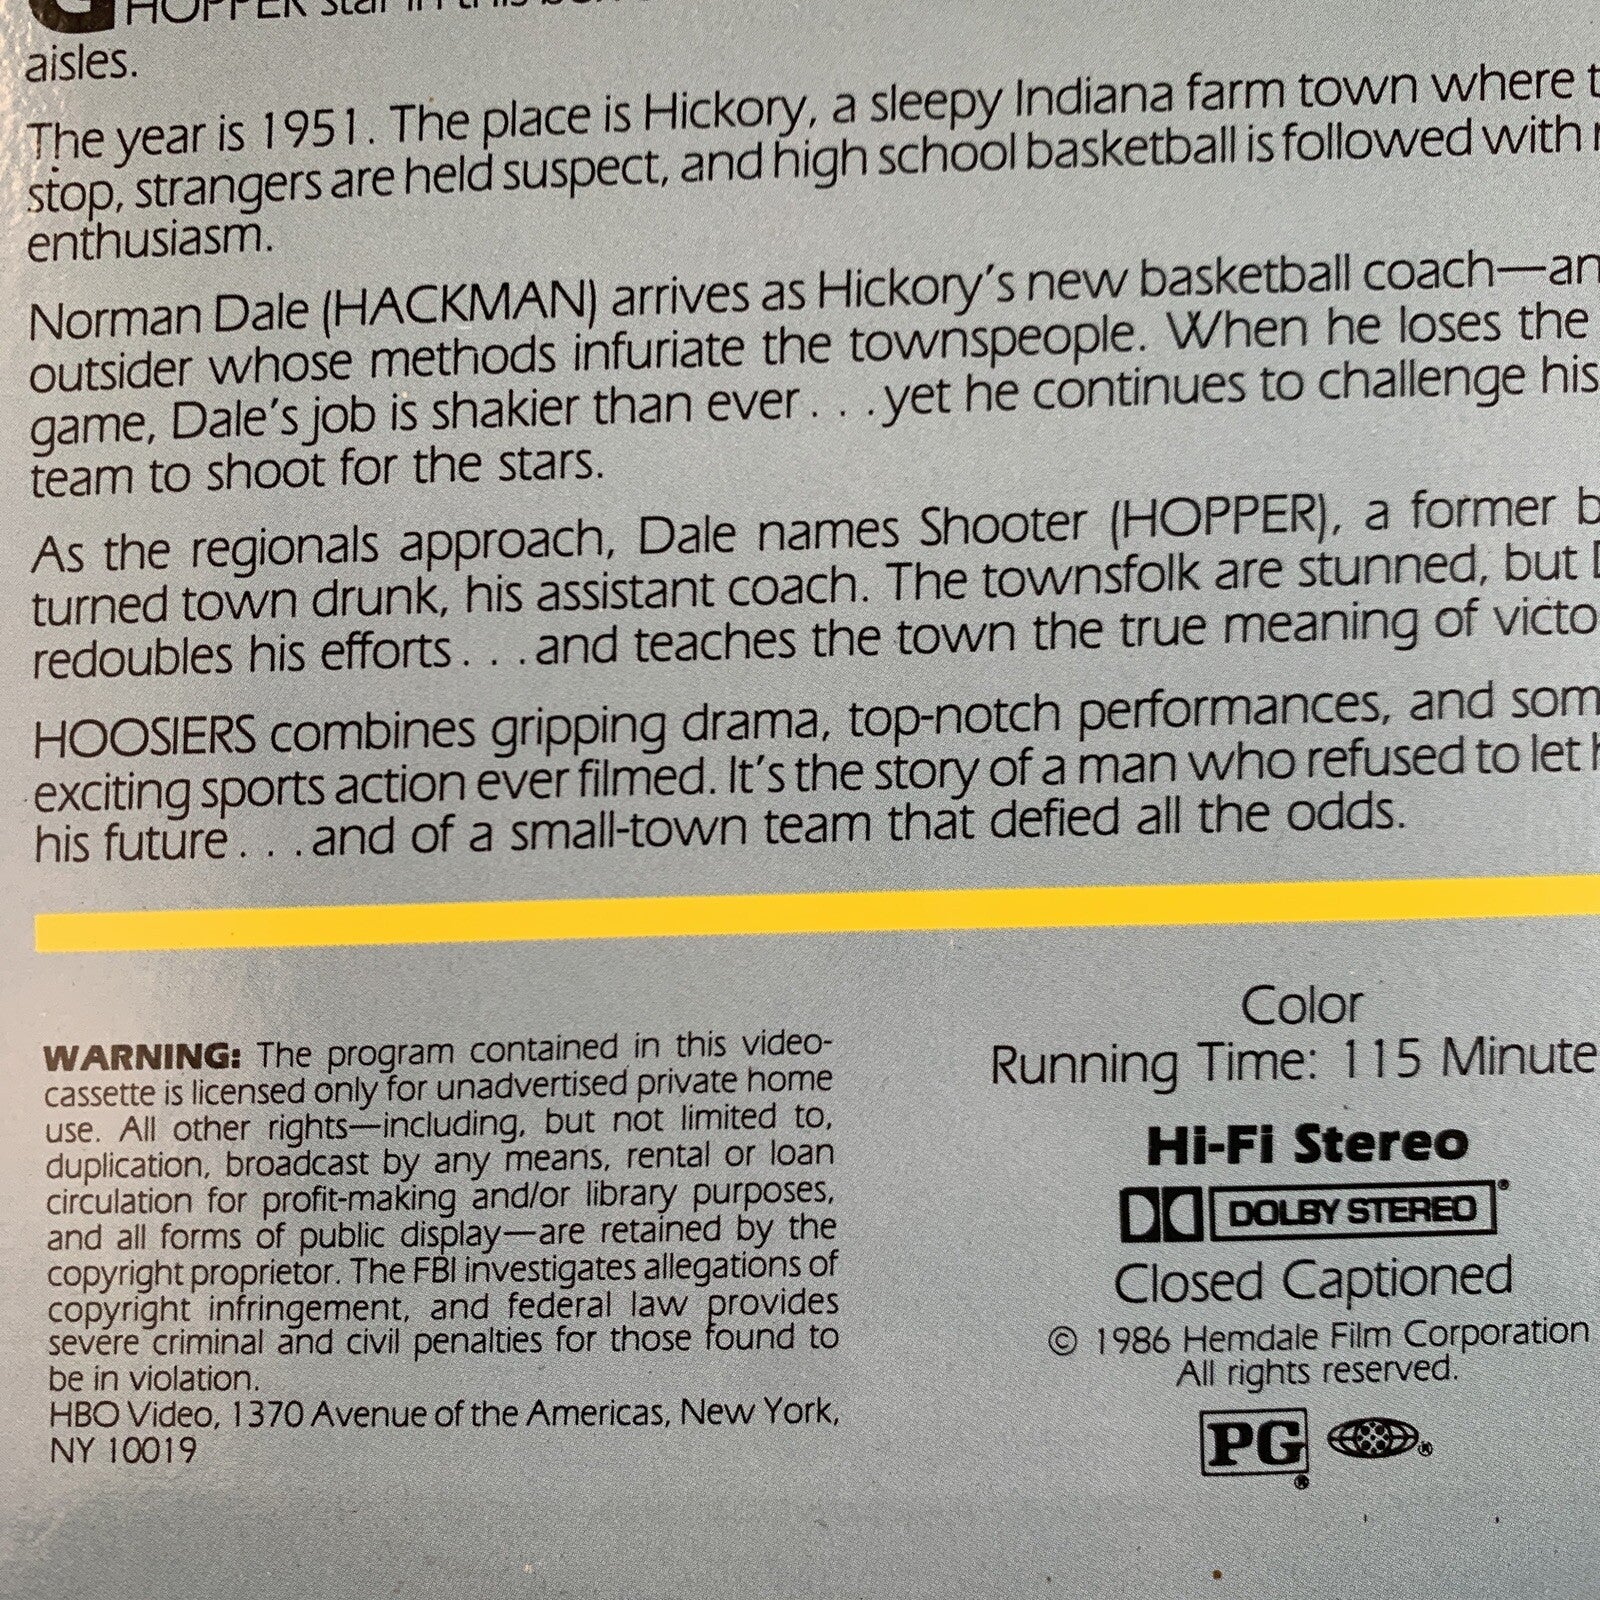 HOPPER star in this
aisles.
The year is 1951. The place is Hickory, a sleepy Indiana farm town where
stop, strangers are held suspect, and high school basketball is followed with
enthusiasm.
Norman Dale (HACKMAN) arrives as Hickory's new basketball coach—an
outsider whose methods infuriate the townspeople. When he loses the
game, Dale's job is shakier than ever...yet he continues to challenge his
team to shoot for the stars.
As the regionals approach, Dale names Shooter (HOPPER), a former
turned town drunk, his assistant coach. The townsfolk are stunned, but
redoubles his efforts...and teaches the town the true meaning of victo
HOOSIERS combines gripping drama, top-notch performances, and som
exciting sports action ever filmed. It's the story of a man who refused to let
his future...and of a small-town team that defied all the odds.
WARNING: The program contained in this video-
cassette is licensed only for unadvertised private home
use. All other rights—including, but not limited to,
duplication, broadcast by any means, rental or loan
circulation for profit-making and/or library purposes,
and all forms of public display—are retained by the
copyright proprietor. The FBI investigates allegations of
copyright infringement, and federal law provides
severe criminal and civil penalties for those found to
be in violation.
HBO Video, 1370 Avenue of the Americas, New York,
NY 10019
Color
Running Time: 115 Minute
Hi-Fi Stereo
DOLBY STEREO
Closed Captioned
© 1986 Hemdale Film Corporation
All rights reserved.
PG®